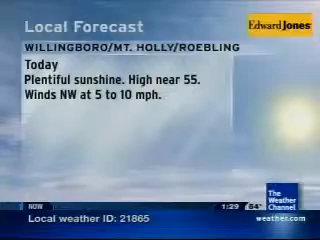 Local Forecast
Edward Jones
WILLINGBORO/MT. HOLLY/ROEBLING
Today
Plentiful sunshine. High near 55.
Winds NW at 5 to 10 mph.
The
Weather
Channel
NOW
1:29 54°
Local weather ID: 21865
weather.com